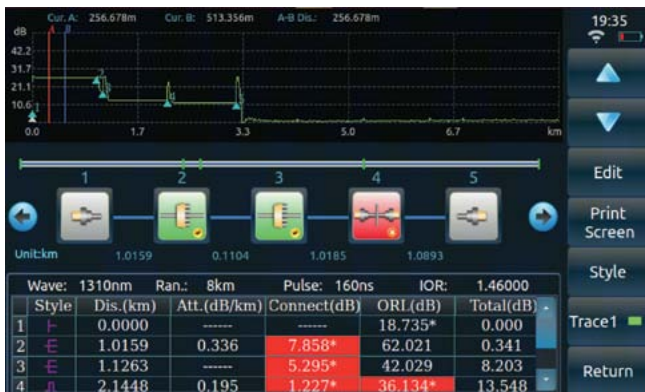 Cur. A: 256.678m Cur. B: 513.356m A-B Dis.: 256.678m
19:35
dB
A B
42.2
31.7
21.1
10.6
0.0 1.7 3.3 5.0 6.7 km
1 2 3 4 5
Unit:km 1.0159 0.1104 1.0185 1.0893
Wave: 1310nm Ran.: 8km Pulse: 160ns IOR: 1.46000
Style Dis.(km) Att.(dB/km) Connect(dB) ORL(dB) Total(dB)
1 0.0000 ------ ------ 18.735* 0.000
2 1.0159 0.336 7.858* 62.021 0.341
3 1.1263 ------ 5.295* 42.029 8.203
4 2.1448 0.195 1.227* 36.134* 13.548
Edit
Print
Screen
Style
Trace1
Return